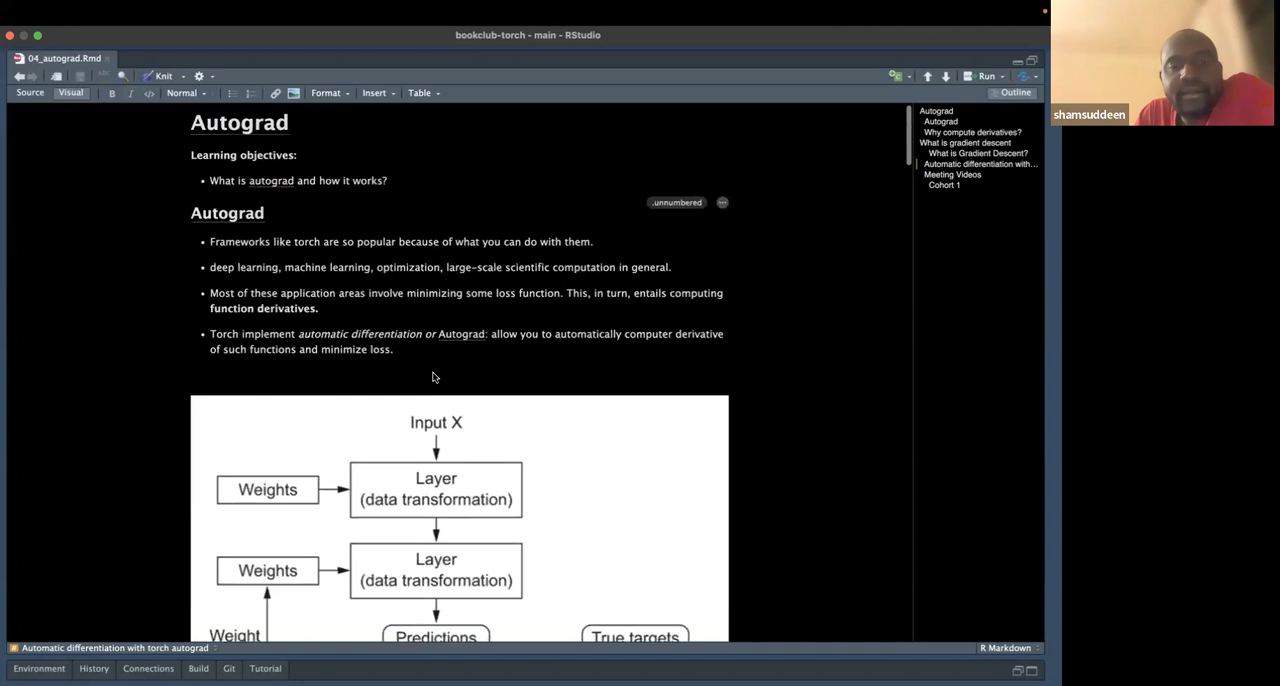 bookclub-torch - main - RStudio
04_autograd.Rmd
Knit
Run
Source Visual B I Normal Format Insert Table Outline
Autograd
Learning objectives:
What is autograd and how it works?
Autograd
.unnumbered
Frameworks like torch are so popular because of what you can do with them.
deep learning, machine learning, optimization, large-scale scientific computation in general.
Most of these application areas involve minimizing some loss function. This, in turn, entails computing
function derivatives.
Torch implement automatic differentiation or Autograd: allow you to automatically computer derivative
of such functions and minimize loss.
Input X
Weights
Layer
(data transformation)
Weights
Layer
(data transformation)
Weight
Predictions
True targets
Autograd
Autograd
Why compute derivatives?
What is gradient descent
What is Gradient Descent?
Automatic differentiation with...
Meeting Videos
Cohort 1
shamsuddeen
# Automatic differentiation with torch autograd
R Markdown
Environment History Connections Build Git Tutorial